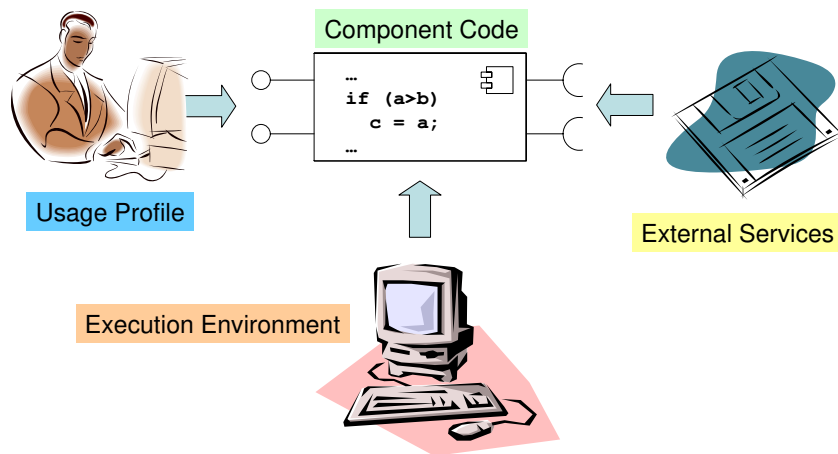 Component Code
…
if (a>b)
c = a;
…
Usage Profile
External Services
Execution Environment